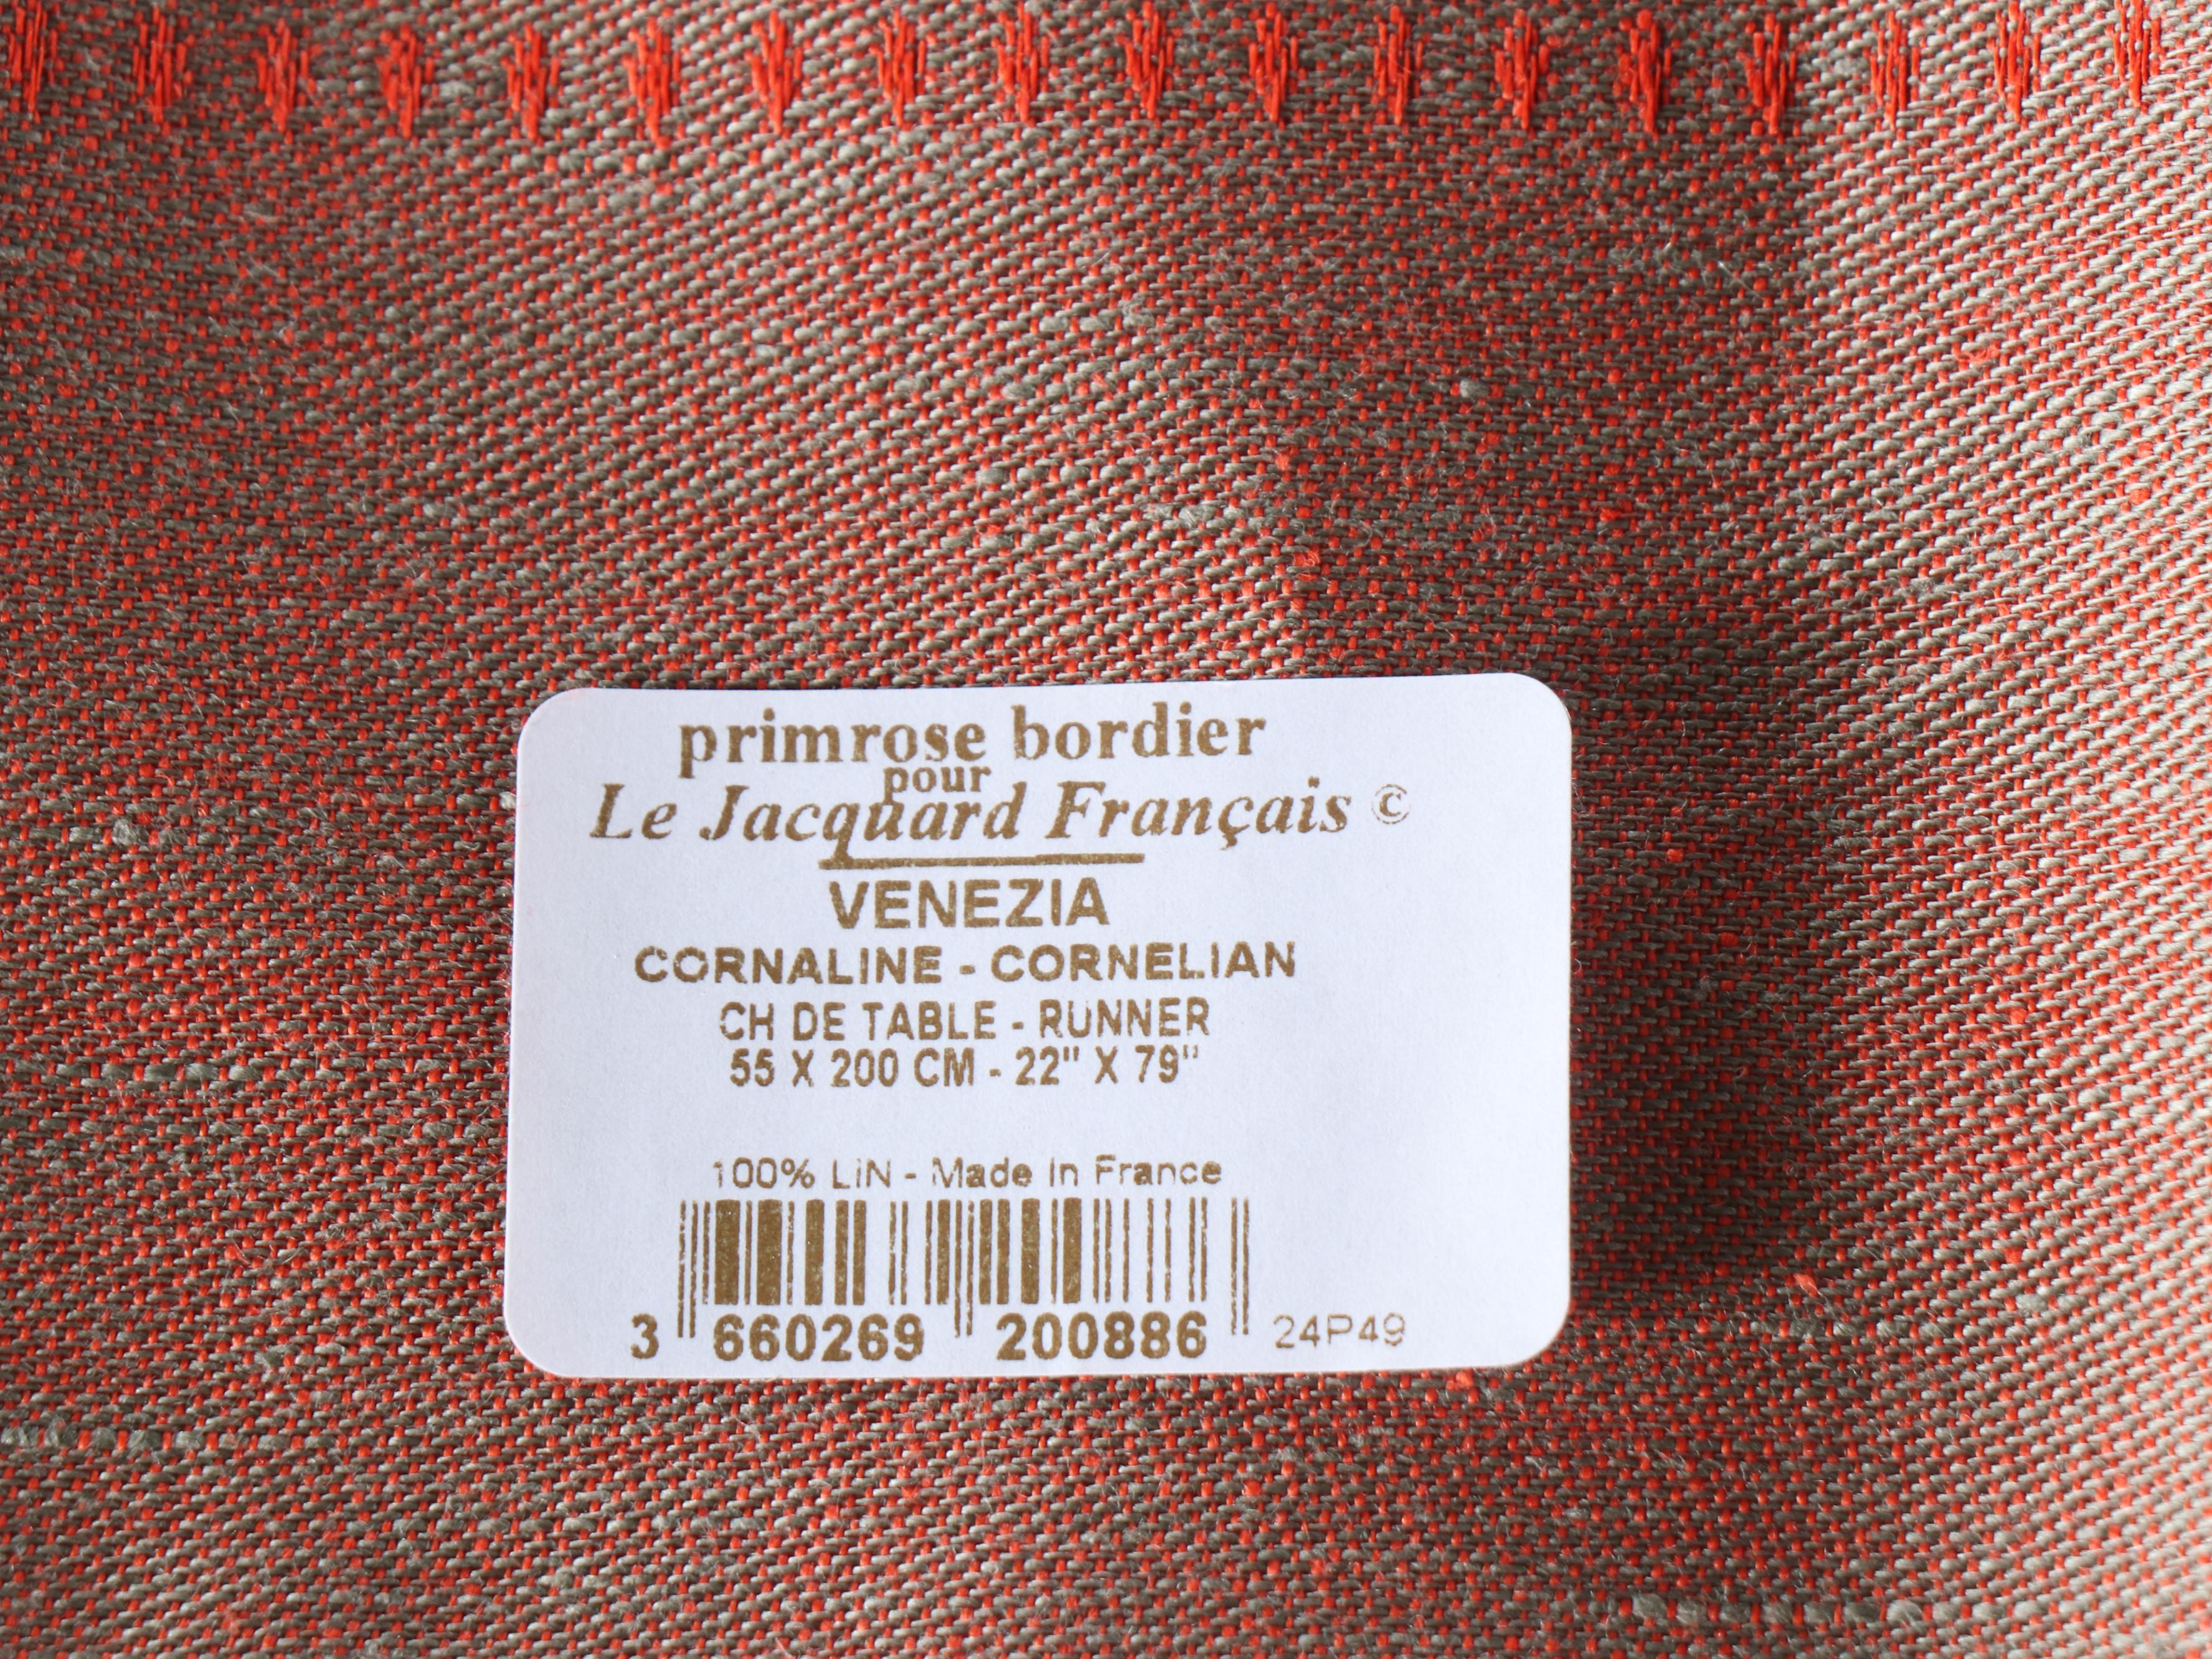 primrose bordier
pour
Le Jacquard Français ©
VENEZIA
CORNALINE - CORNELIAN
CH DE TABLE - RUNNER
55 X 200 CM - 22" X 79"
100% LIN - Made In France
3 660269 200886 24P49